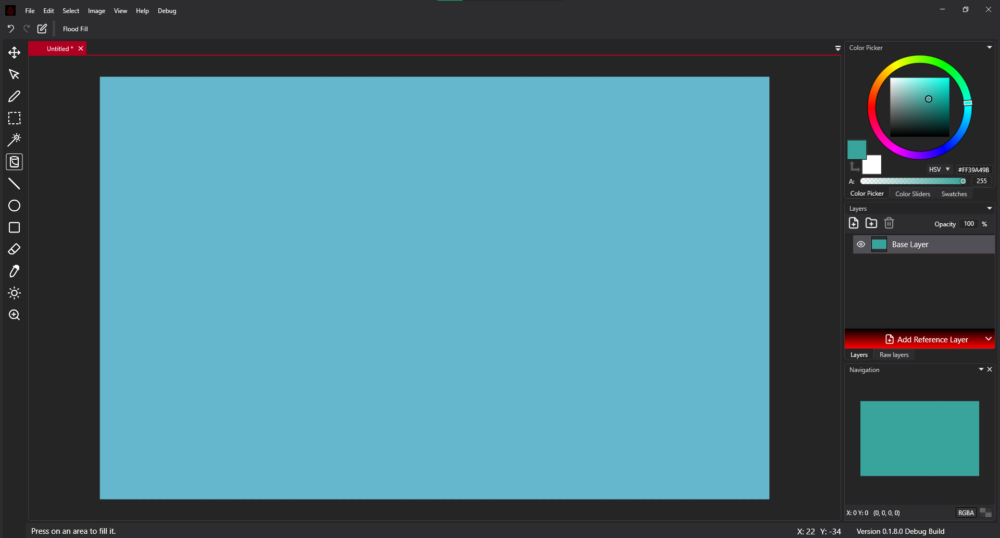 File Edit Select Image View Help Debug
Flood Fill
Untitled *
Color Picker
HSV #FF39A49B
A: 255
Color Picker Color Sliders Swatches
Layers
Opacity 100 %
Base Layer
Add Reference Layer
Layers Raw layers
Navigation
X: 0 Y: 0 (0, 0, 0, 0) RGBA
Press on an area to fill it. X: 22 Y: -34 Version 0.1.8.0 Debug Build